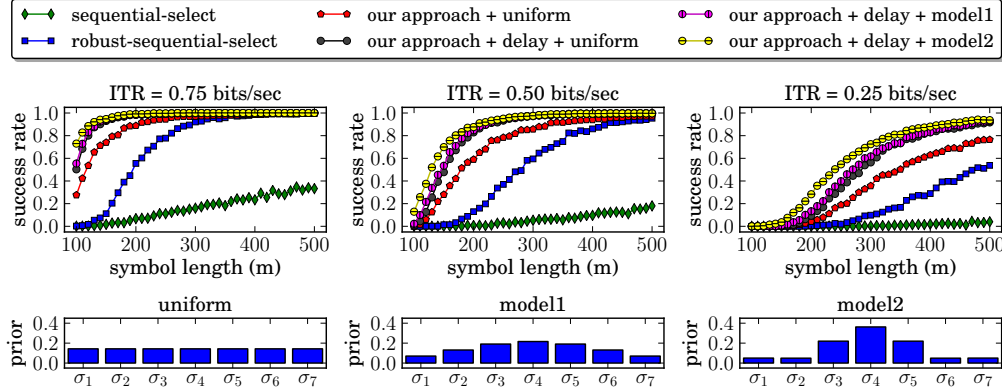 sequential-select
our approach + uniform
our approach + delay + model1
robust-sequential-select
our approach + delay + uniform
our approach + delay + model2
ITR = 0.75 bits/sec
ITR = 0.50 bits/sec
ITR = 0.25 bits/sec
success rate
1.0
0.8
0.6
0.4
0.2
0.0
100 200 300 400 500
symbol length (m)
success rate
1.0
0.8
0.6
0.4
0.2
0.0
100 200 300 400 500
symbol length (m)
success rate
1.0
0.8
0.6
0.4
0.2
0.0
100 200 300 400 500
symbol length (m)
uniform
model1
model2
prior
0.4
0.2
0.0
σ1 σ2 σ3 σ4 σ5 σ6 σ7
prior
0.4
0.2
0.0
σ1 σ2 σ3 σ4 σ5 σ6 σ7
prior
0.4
0.2
0.0
σ1 σ2 σ3 σ4 σ5 σ6 σ7